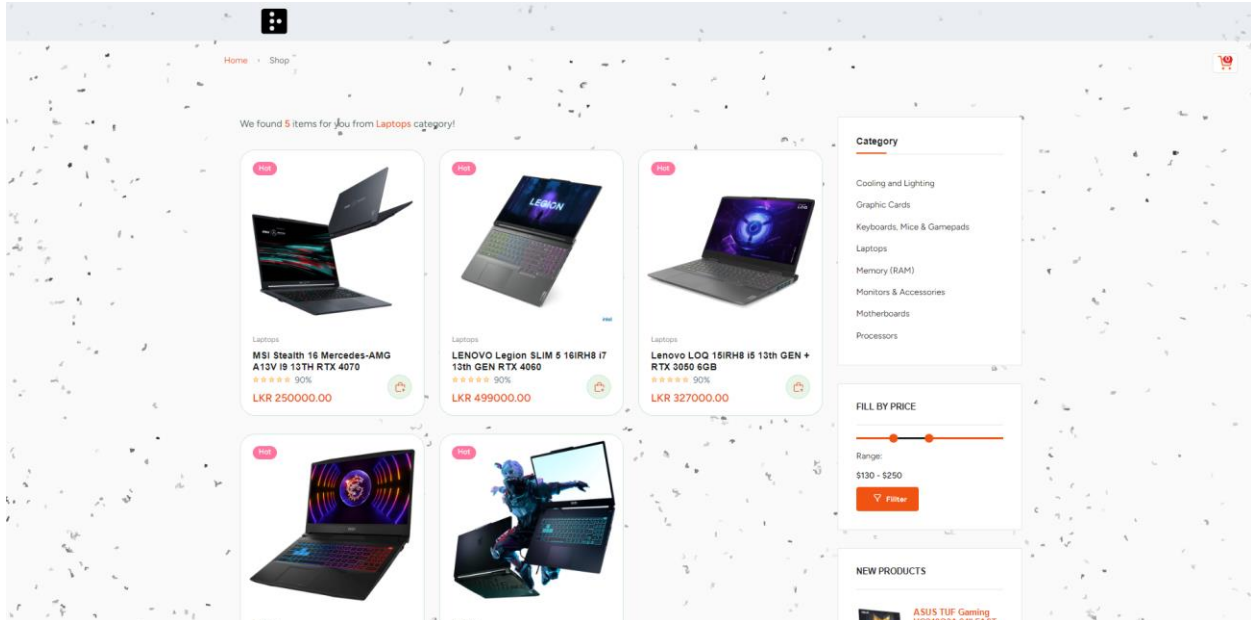 Home › Shop
0
We found 5 items for you from Laptops category!
Hot
Laptops
MSI Stealth 16 Mercedes-AMG
A13V I9 13TH RTX 4070
90%
LKR 250000.00
Hot
LEGION
Laptops
LENOVO Legion SLIM 5 16IRH8 i7
13th GEN RTX 4060
90%
LKR 499000.00
Hot
LOQ
Laptops
Lenovo LOQ 15IRH8 i5 13th GEN +
RTX 3050 6GB
90%
LKR 327000.00
Hot
Hot
Category
Cooling and Lighting
Graphic Cards
Keyboards, Mice & Gamepads
Laptops
Memory (RAM)
Monitors & Accessories
Motherboards
Processors
FILL BY PRICE
Range:
$130 - $250
Fillter
NEW PRODUCTS
ASUS TUF Gaming